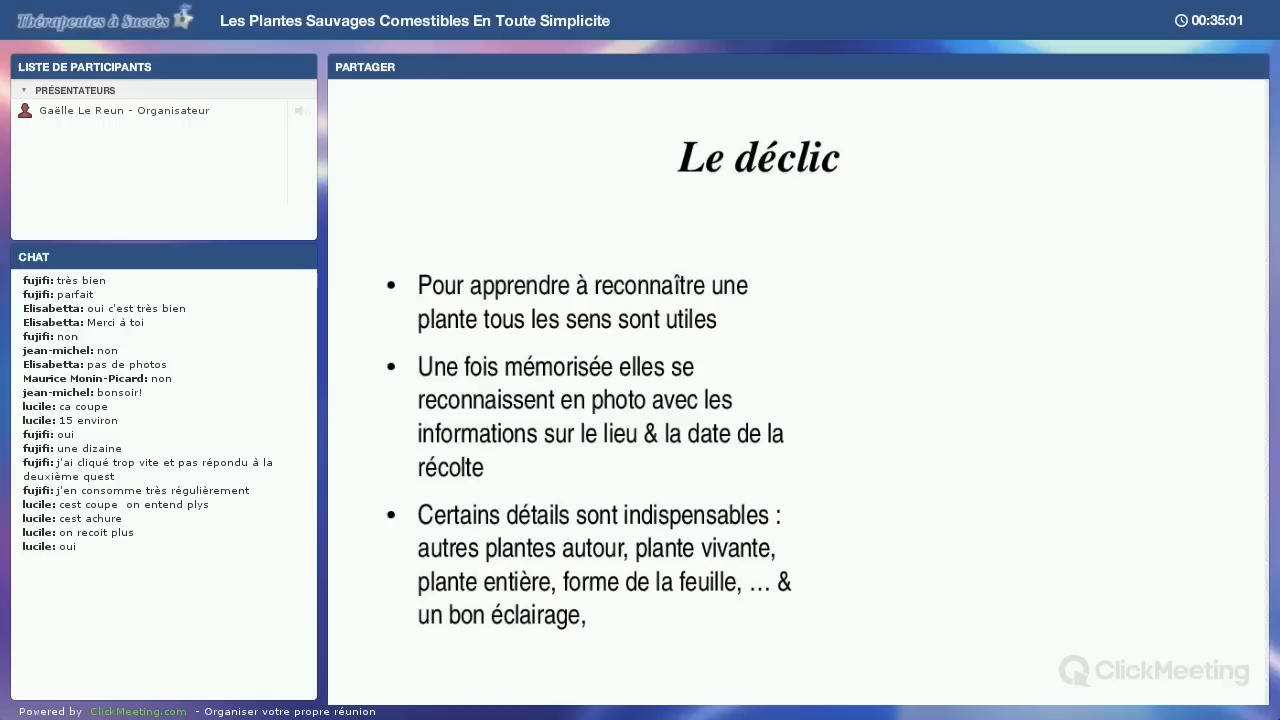 Thérapeutes à Succès
Les Plantes Sauvages Comestibles En Toute Simplicite
00:35:01
LISTE DE PARTICIPANTS
PRÉSENTATEURS
Gaëlle Le Reun - Organisateur
CHAT
fujifi: très bien
fujifi: parfait
Elisabetta: oui c'est très bien
Elisabetta: Merci à toi
fujifi: non
jean-michel: non
Elisabetta: pas de photos
Maurice Monin-Picard: non
jean-michel: bonsoir!
lucile: ca coupe
lucile: 15 environ
fujifi: oui
fujifi: une dizaine
fujifi: j'ai cliqué trop vite et pas répondu à la
deuxième quest
fujifi: j'en consomme très régulièrement
lucile: cest coupe on entend plys
lucile: cest achure
lucile: on recoit plus
lucile: oui
PARTAGER
Le déclic
• Pour apprendre à reconnaître une
plante tous les sens sont utiles
• Une fois mémorisée elles se
reconnaissent en photo avec les
informations sur le lieu & la date de la
récolte
• Certains détails sont indispensables :
autres plantes autour, plante vivante,
plante entière, forme de la feuille, … &
un bon éclairage,
ClickMeeting
Powered by ClickMeeting.com - Organiser votre propre réunion